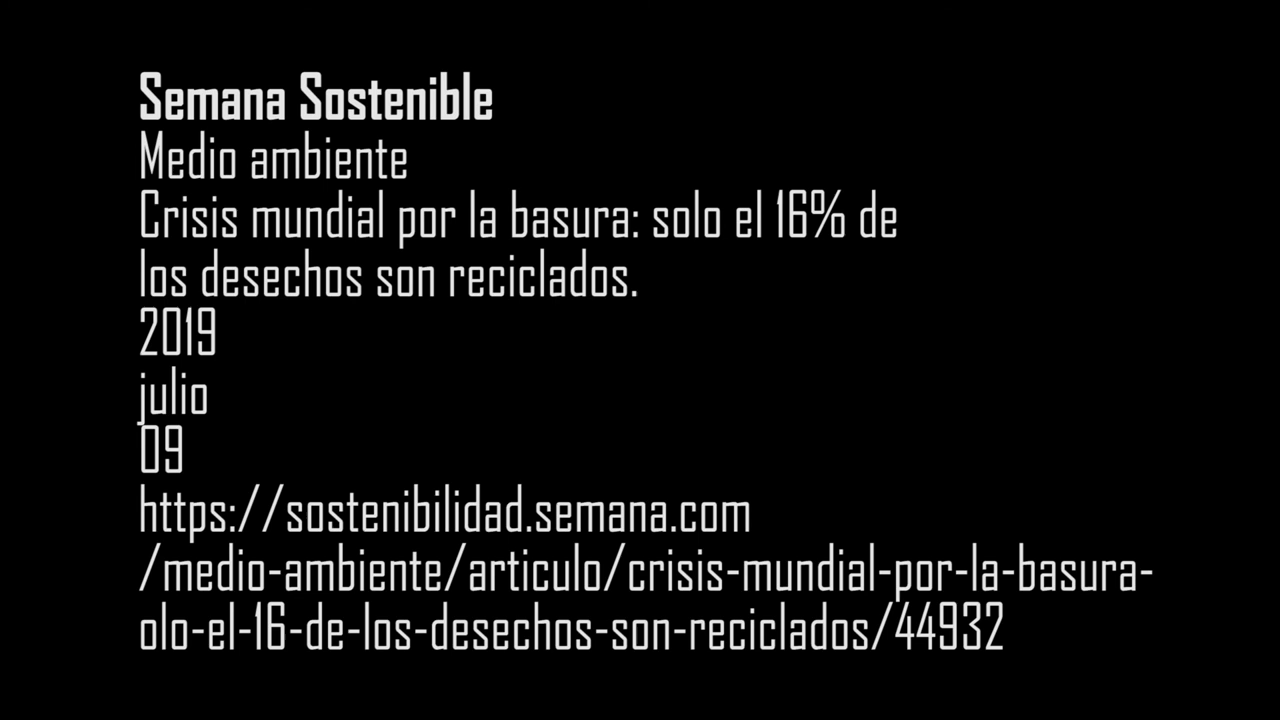 Semana Sostenible
Medio ambiente
Crisis mundial por la basura: solo el 16% de
los desechos son reciclados.
2019
julio
09
https://sostenibilidad.semana.com
/medio-ambiente/articulo/crisis-mundial-por-la-basura-
olo-el-16-de-los-desechos-son-reciclados/44932